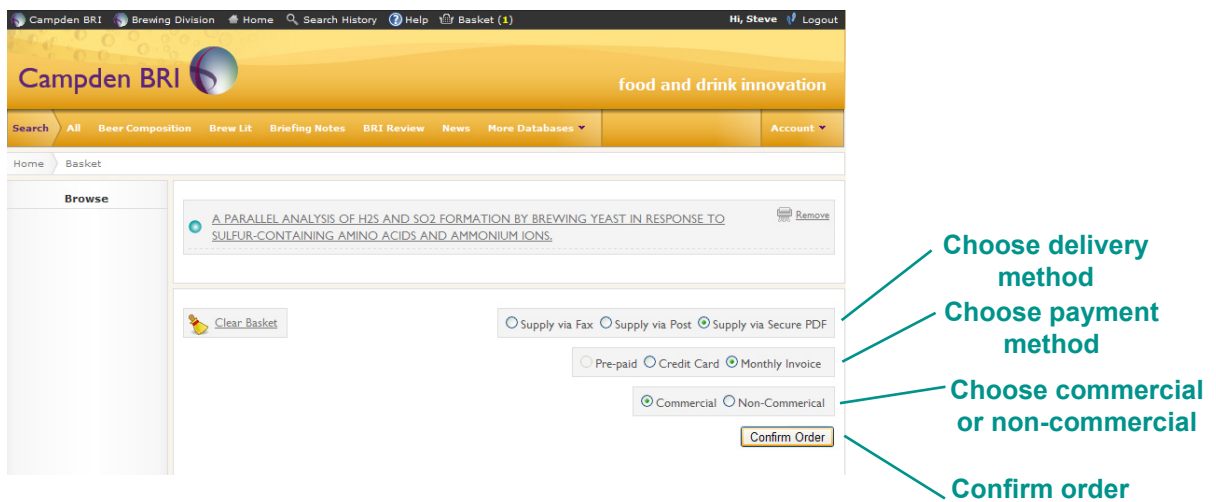 Campden BRI Brewing Division Home Search History Help Basket (1) Hi, Steve Logout
Campden BRI
food and drink innovation
Search All Beer Composition Brew Lit Briefing Notes BRI Review News More Databases Account
Home Basket
Browse
A PARALLEL ANALYSIS OF H2S AND SO2 FORMATION BY BREWING YEAST IN RESPONSE TO
SULFUR-CONTAINING AMINO ACIDS AND AMMONIUM IONS.
Remove
Choose delivery
method
Clear Basket
Supply via Fax Supply via Post Supply via Secure PDF
Choose payment
method
Pre-paid Credit Card Monthly Invoice
Choose commercial
or non-commercial
Commercial Non-Commerical
Confirm Order
Confirm order